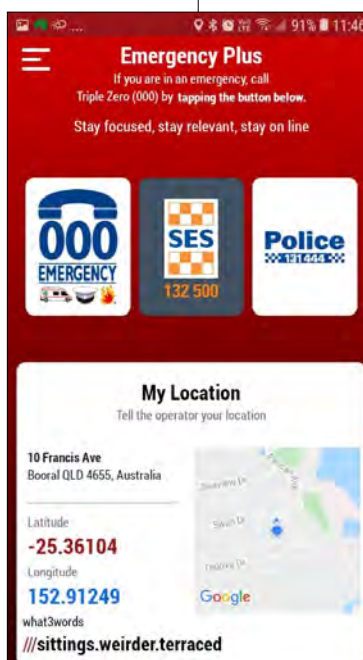 91% 11:46
Emergency Plus
If you are in an emergency, call
Triple Zero (000) by tapping the button below.
Stay focused, stay relevant, stay on line
000
EMERGENCY
SES
132 500
Police
131 444
My Location
Tell the operator your location
10 Francis Ave
Booral QLD 4655, Australia
Latitude
-25.36104
Longitude
152.91249
what3words
///sittings.weirder.terraced
Swan Dr
Google